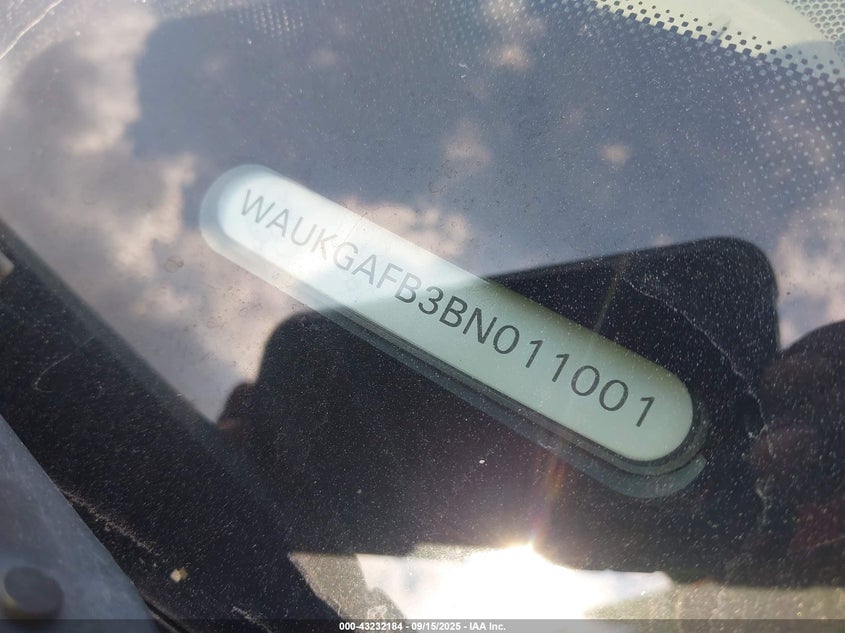 WAUKGAFB3BN011001
000-43232184 - 09/15/2025 - IAA Inc.